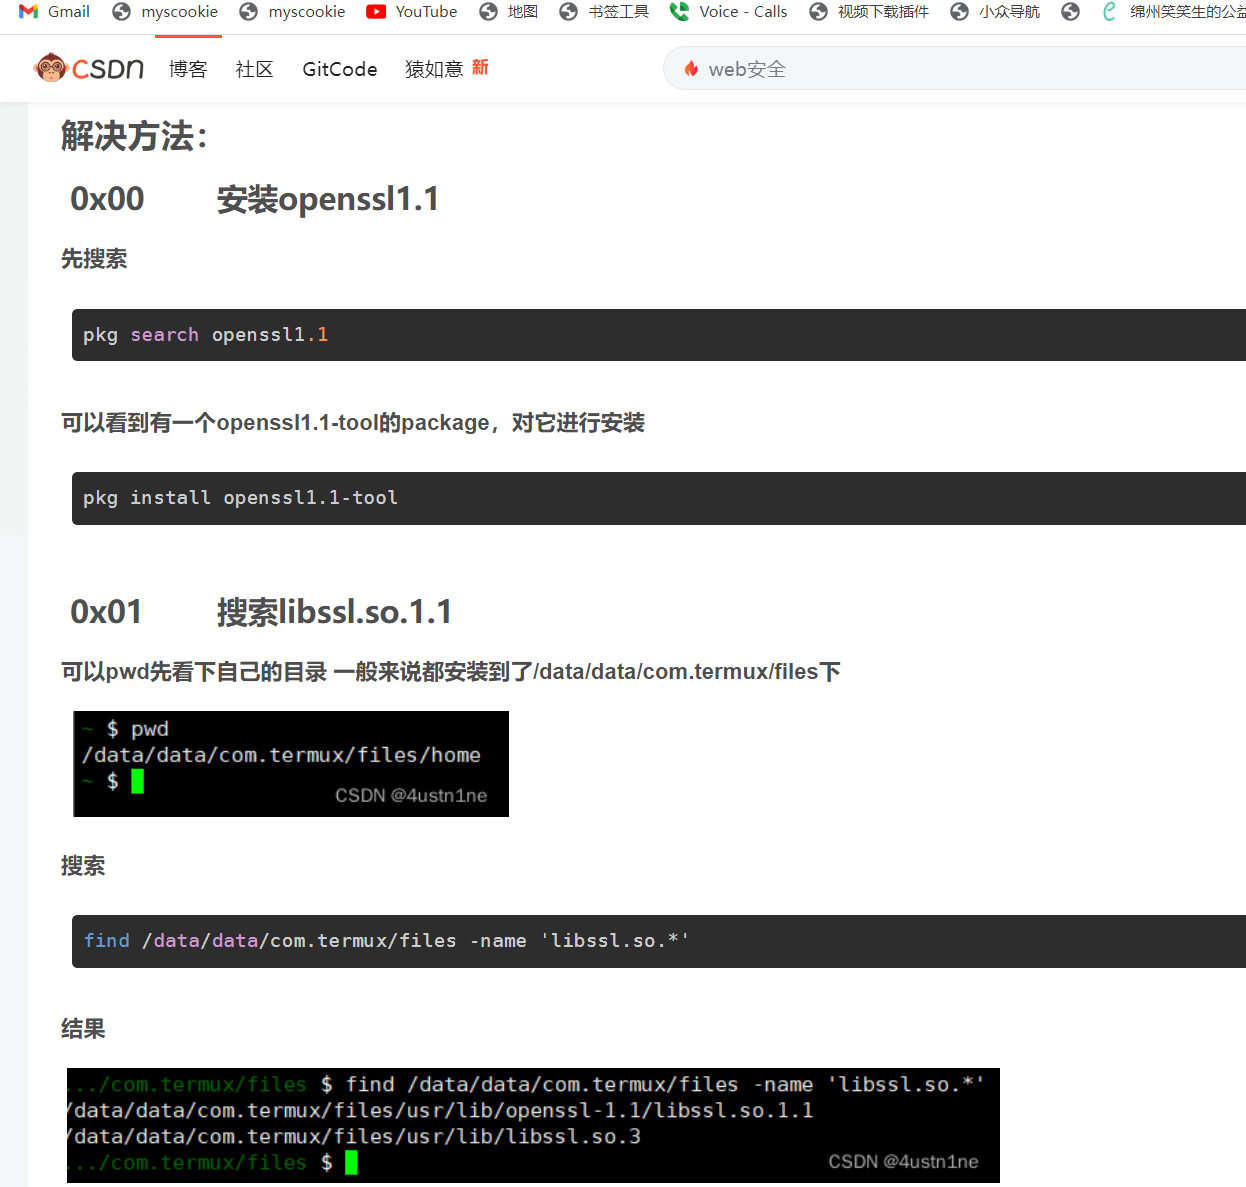 Gmail myscookie myscookie YouTube 地图 书签工具 Voice - Calls 视频下载插件 小众导航 绵州笑笑生的公益
CSDN 博客 社区 GitCode 猿如意 新 web安全
解决方法：
0x00 安装openssl1.1
先搜索
pkg search openssl1.1
可以看到有一个openssl1.1-tool的package，对它进行安装
pkg install openssl1.1-tool
0x01 搜索libssl.so.1.1
可以pwd先看下自己的目录 一般来说都安装到了/data/data/com.termux/files下
~ $ pwd
/data/data/com.termux/files/home
~ $
CSDN @4ustn1ne
搜索
find /data/data/com.termux/files -name 'libssl.so.*'
结果
.../com.termux/files $ find /data/data/com.termux/files -name 'libssl.so.*'
/data/data/com.termux/files/usr/lib/openssl-1.1/libssl.so.1.1
/data/data/com.termux/files/usr/lib/libssl.so.3
.../com.termux/files $
CSDN @4ustn1ne